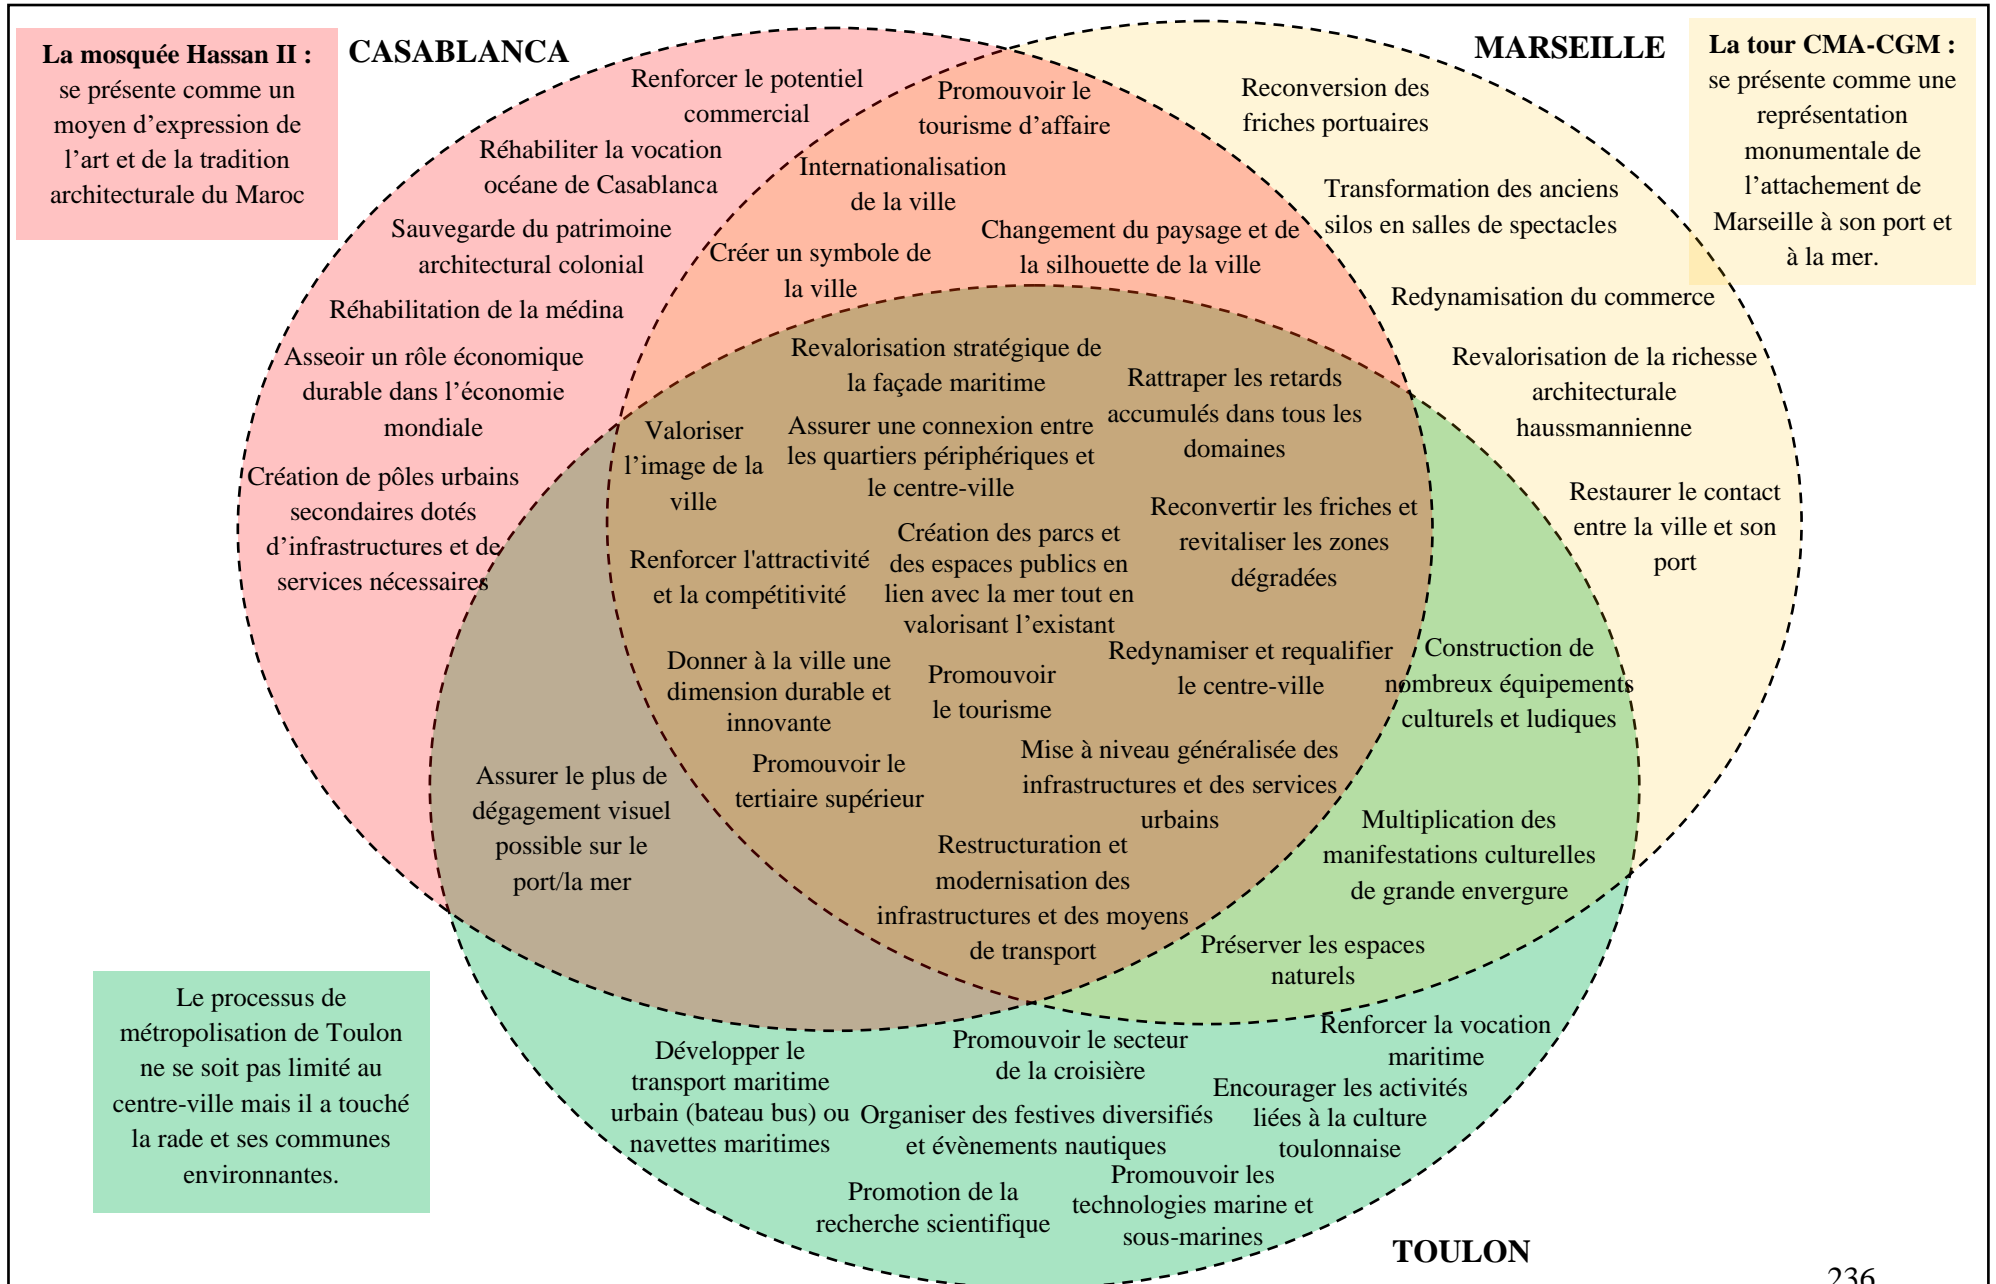 La mosquée Hassan II :
se présente comme un
moyen d’expression de
l’art et de la tradition
architecturale du Maroc
CASABLANCA
MARSEILLE
La tour CMA-CGM :
se présente comme une
représentation
monumentale de
l’attachement de
Marseille à son port et
à la mer.
Renforcer le potentiel
commercial
Réhabiliter la vocation
océane de Casablanca
Sauvegarde du patrimoine
architectural colonial
Réhabilitation de la médina
Asseoir un rôle économique
durable dans l’économie
mondiale
Création de pôles urbains
secondaires dotés
d’infrastructures et de
services nécessaires
Promouvoir le
tourisme d’affaire
Internationalisation
de la ville
Créer un symbole de
la ville
Changement du paysage et de
la silhouette de la ville
Reconversion des
friches portuaires
Transformation des anciens
silos en salles de spectacles
Redynamisation du commerce
Revalorisation de la richesse
architecturale
haussmannienne
Restaurer le contact
entre la ville et son
port
Revalorisation stratégique de
la façade maritime
Rattraper les retards
accumulés dans tous les
domaines
Valoriser
l’image de la
ville
Assurer une connexion entre
les quartiers périphériques et
le centre-ville
Reconvertir les friches et
revitaliser les zones
dégradées
Renforcer l'attractivité
et la compétitivité
Création des parcs et
des espaces publics en
lien avec la mer tout en
valorisant l’existant
Donner à la ville une
dimension durable et
innovante
Promouvoir
le tourisme
Redynamiser et requalifier
le centre-ville
Promouvoir le
tertiaire supérieur
Mise à niveau généralisée des
infrastructures et des services
urbains
Restructuration et
modernisation des
infrastructures et des moyens
de transport
Assurer le plus de
dégagement visuel
possible sur le
port/la mer
Construction de
nombreux équipements
culturels et ludiques
Multiplication des
manifestations culturelles
de grande envergure
Préserver les espaces
naturels
Le processus de
métropolisation de Toulon
ne se soit pas limité au
centre-ville mais il a touché
la rade et ses communes
environnantes.
Développer le
transport maritime
urbain (bateau bus) ou
navettes maritimes
Promouvoir le secteur
de la croisière
Renforcer la vocation
maritime
Organiser des festives diversifiés
et évènements nautiques
Encourager les activités
liées à la culture
toulonnaise
Promotion de la
recherche scientifique
Promouvoir les
technologies marine et
sous-marines
TOULON
236